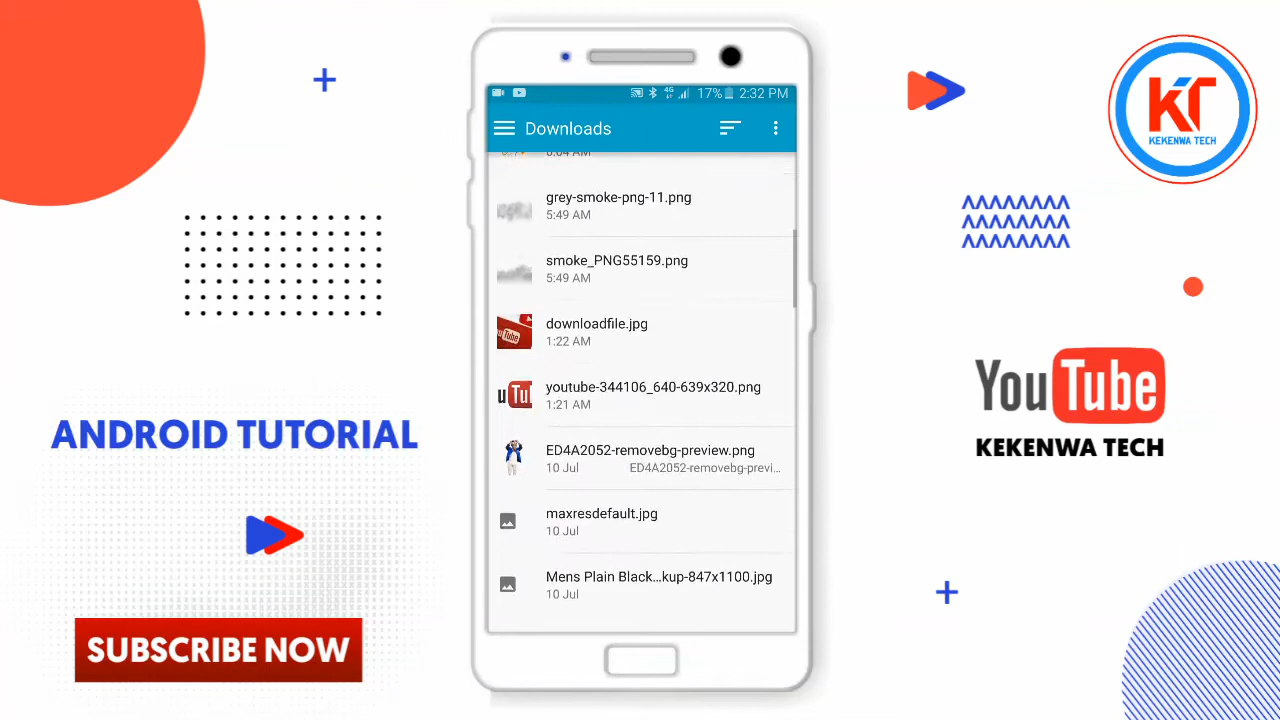 4G 17% 2:32 PM
Downloads
grey-smoke-png-11.png
5:49 AM
smoke_PNG55159.png
5:49 AM
downloadfile.jpg
1:22 AM
youtube-344106_640-639x320.png
1:21 AM
ED4A2052-removebg-preview.png
10 Jul ED4A2052-removebg-previ...
maxresdefault.jpg
10 Jul
Mens Plain Black...kup-847x1100.jpg
10 Jul
ANDROID TUTORIAL
SUBSCRIBE NOW
KT
KEKENWA TECH
YouTube
KEKENWA TECH